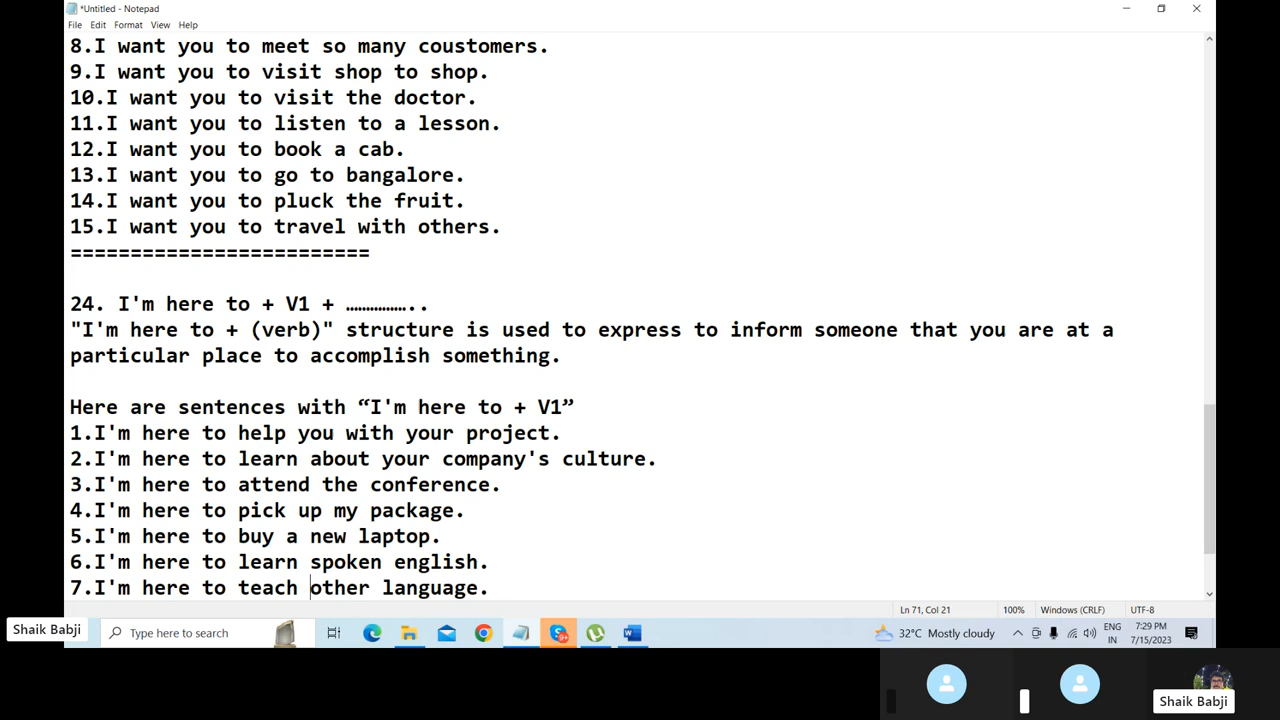 *Untitled - Notepad
File Edit Format View Help
8.I want you to meet so many coustomers.
9.I want you to visit shop to shop.
10.I want you to visit the doctor.
11.I want you to listen to a lesson.
12.I want you to book a cab.
13.I want you to go to bangalore.
14.I want you to pluck the fruit.
15.I want you to travel with others.
=========================
24. I'm here to + V1 + ……………..
"I'm here to + (verb)" structure is used to express to inform someone that you are at a
particular place to accomplish something.
Here are sentences with “I'm here to + V1”
1.I'm here to help you with your project.
2.I'm here to learn about your company's culture.
3.I'm here to attend the conference.
4.I'm here to pick up my package.
5.I'm here to buy a new laptop.
6.I'm here to learn spoken english.
7.I'm here to teach other language.
Ln 71, Col 21 100% Windows (CRLF) UTF-8
Shaik Babji
Type here to search
32°C Mostly cloudy
ENG
IN
7:29 PM
7/15/2023
Shaik Babji